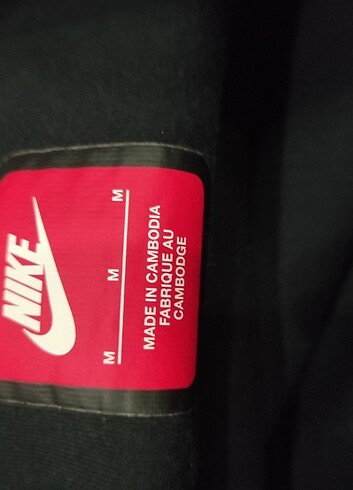 NIKE
M M M
MADE IN CAMBODIA
FABRIQUE AU
CAMBODGE